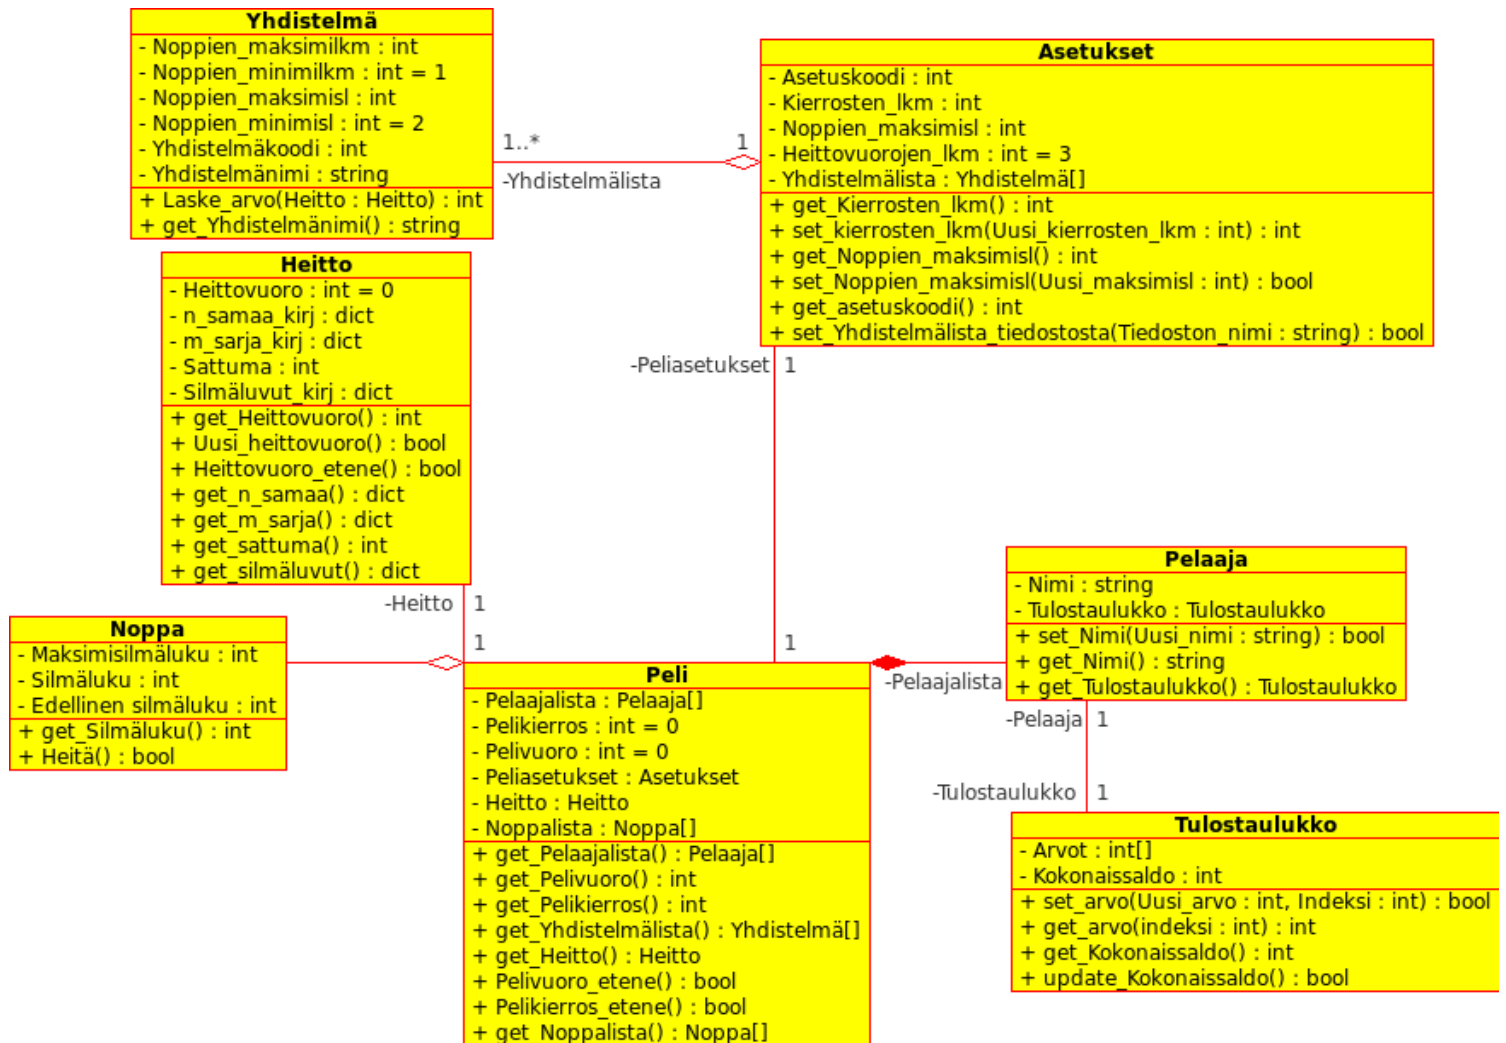 Yhdistelmä
- Noppien_maksimilkm : int
- Noppien_minimilkm : int = 1
- Noppien_maksimisl : int
- Noppien_minimisl : int = 2
- Yhdistelmäkoodi : int
- Yhdistelmänimi : string
+ Laske_arvo(Heitto : Heitto) : int
+ get_Yhdistelmänimi() : string
1..*
1
-Yhdistelmälista
Asetukset
- Asetuskoodi : int
- Kierrosten_lkm : int
- Noppien_maksimisl : int
- Heittovuorojen_lkm : int = 3
- Yhdistelmälista : Yhdistelmä[]
+ get_Kierrosten_lkm() : int
+ set_kierrosten_lkm(Uusi_kierrosten_lkm : int) : int
+ get_Noppien_maksimisl() : int
+ set_Noppien_maksimisl(Uusi_maksimisl : int) : bool
+ get_asetuskoodi() : int
+ set_Yhdistelmälista_tiedostosta(Tiedoston_nimi : string) : bool
Heitto
- Heittovuoro : int = 0
- n_samaa_kirj : dict
- m_sarja_kirj : dict
- Sattuma : int
- Silmäluvut_kirj : dict
+ get_Heittovuoro() : int
+ Uusi_heittovuoro() : bool
+ Heittovuoro_etene() : bool
+ get_n_samaa() : dict
+ get_m_sarja() : dict
+ get_sattuma() : int
+ get_silmäluvut() : dict
-Peliasetukset
1
-Heitto
1
1
1
Noppa
- Maksimisilmäluku : int
- Silmäluku : int
- Edellinen silmäluku : int
+ get_Silmäluku() : int
+ Heitä() : bool
Pelaaja
- Nimi : string
- Tulostaulukko : Tulostaulukko
+ set_Nimi(Uusi_nimi : string) : bool
+ get_Nimi() : string
+ get_Tulostaulukko() : Tulostaulukko
-Pelaajalista
Peli
- Pelaajalista : Pelaaja[]
- Pelikierros : int = 0
- Pelivuoro : int = 0
- Peliasetukset : Asetukset
- Heitto : Heitto
- Noppalista : Noppa[]
+ get_Pelaajalista() : Pelaaja[]
+ get_Pelivuoro() : int
+ get_Pelikierros() : int
+ get_Yhdistelmälista() : Yhdistelmä[]
+ get_Heitto() : Heitto
+ Pelivuoro_etene() : bool
+ Pelikierros_etene() : bool
+ get_Noppalista() : Noppa[]
-Pelaaja
1
-Tulostaulukko
1
Tulostaulukko
- Arvot : int[]
- Kokonaissaldo : int
+ set_arvo(Uusi_arvo : int, Indeksi : int) : bool
+ get_arvo(indeksi : int) : int
+ get_Kokonaissaldo() : int
+ update_Kokonaissaldo() : bool